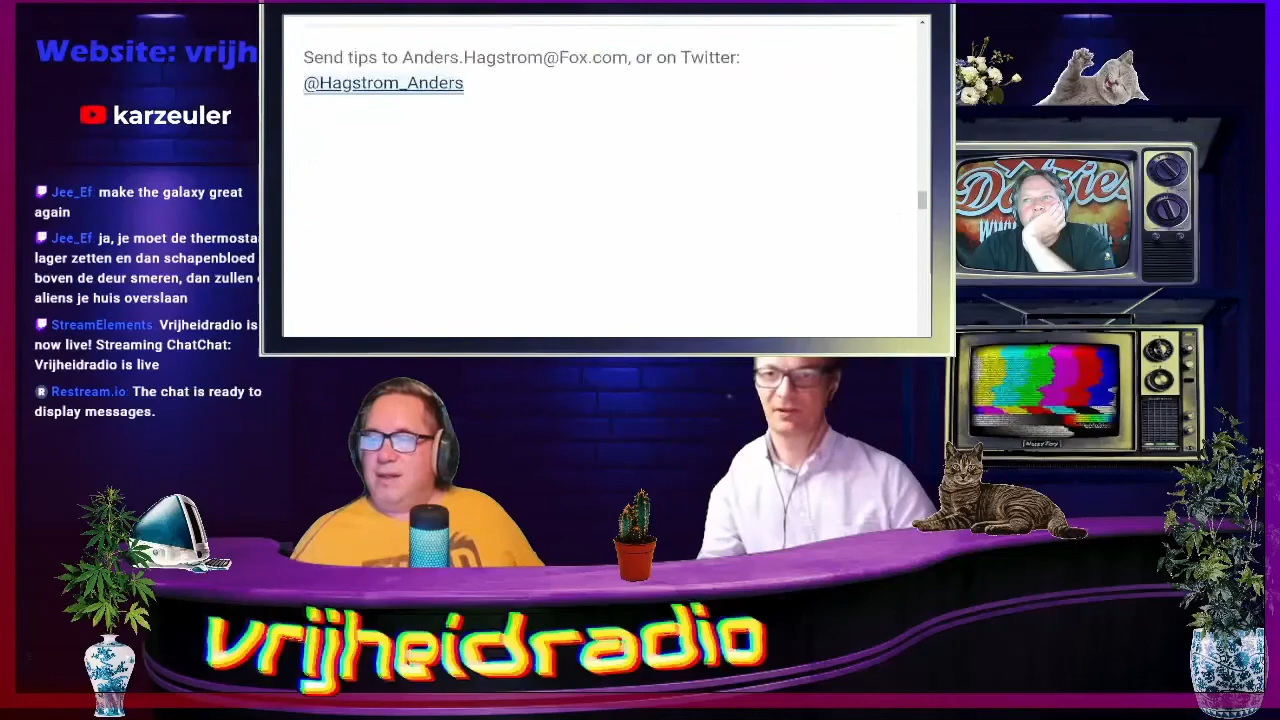 Website: vrijh
karzeuler
Jee_Ef make the galaxy great
again
Jee_Ef ja, je moet de thermosta
lager zetten en dan schapenbloed
boven de deur smeren, dan zullen
aliens je huis overslaan
StreamElements Vrijheidradio is
now live! Streaming ChatChat:
Vrijheidradio is live
Restream.io The chat is ready to
display messages.
Send tips to Anders.Hagstrom@Fox.com, or on Twitter:
@Hagstrom_Anders
vrijheidradio